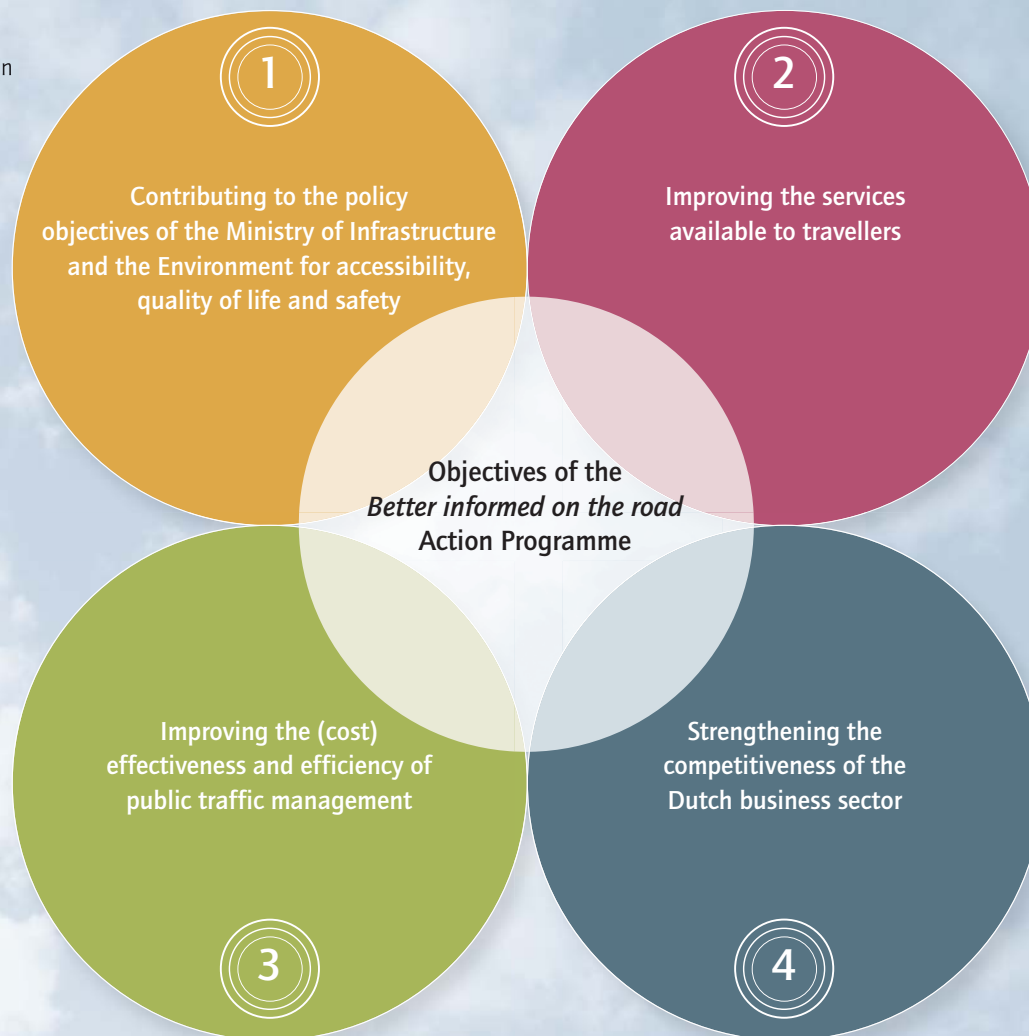 n
1
Contributing to the policy
objectives of the Ministry of Infrastructure
and the Environment for accessibility,
quality of life and safety
2
Improving the services
available to travellers
Objectives of the
Better informed on the road
Action Programme
Improving the (cost)
effectiveness and efficiency of
public traffic management
3
Strengthening the
competitiveness of the
Dutch business sector
4